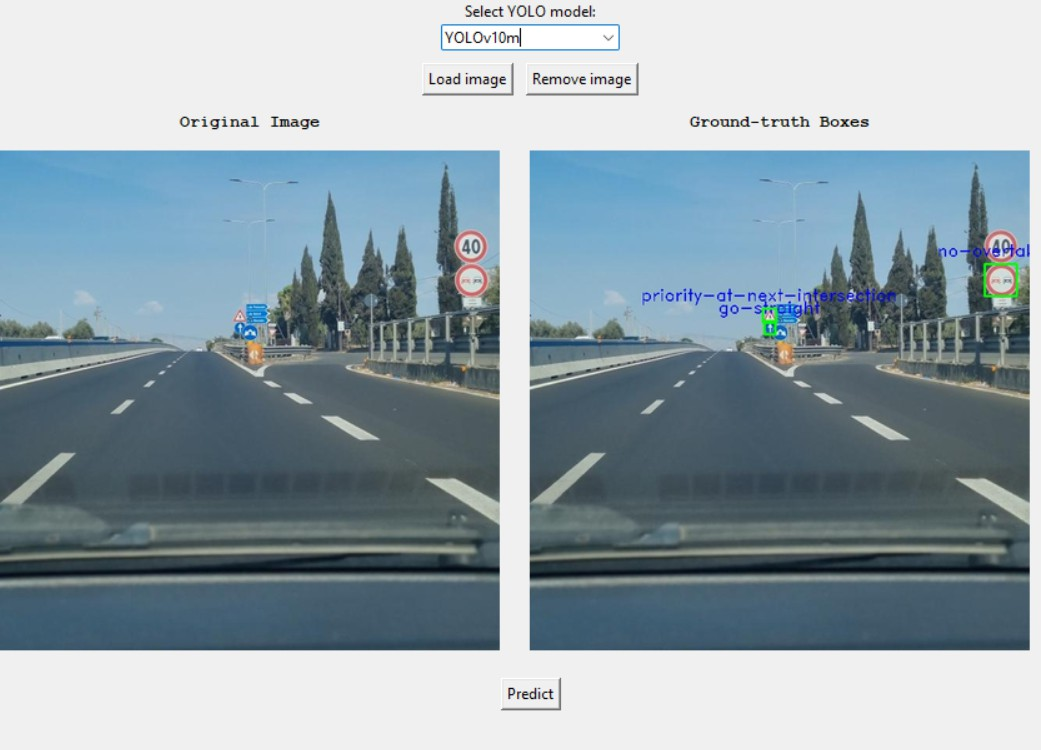 Select YOLO model:
YOLOv10m
Load image
Remove image
Original Image
Ground-truth Boxes
40
40
no-overtak
priority-at-next-intersection
go-straight
Predict